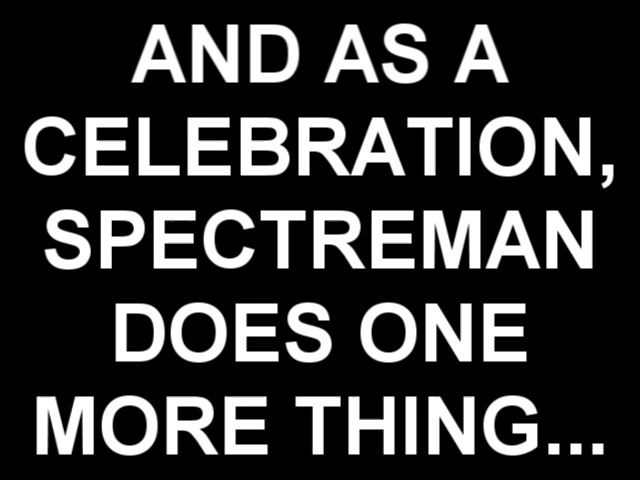 AND AS A
CELEBRATION,
SPECTREMAN
DOES ONE
MORE THING...